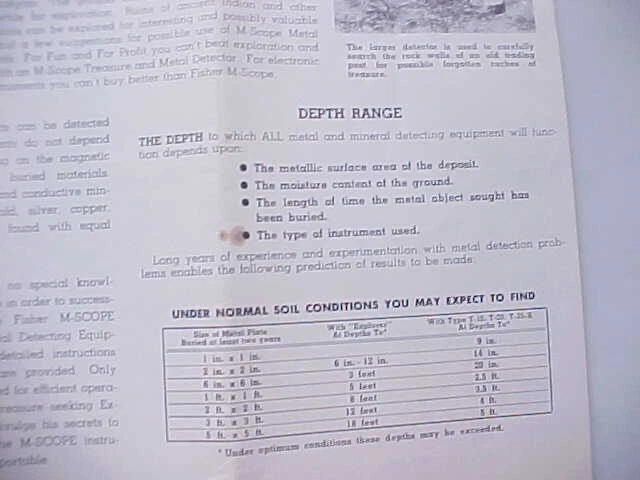 ruins of ancient Indian and other
can be explored for interesting and possibly valuable
a few suggestions for possible use of M-Scope Metal
For Fun and For Profit you can't beat exploration and
an M-Scope Treasure and Metal Detector. For electronic
you can't buy better than Fisher M-Scope.
The larger detector is used to carefully
search the rock walls of an old trading
post for possible forgotten caches of
treasure.
can be detected
do not depend
on the magnetic
buried materials.
and conductive min-
gold, silver, copper,
found with equal
no special knowl-
in order to success-
Fisher M-SCOPE
Detecting Equip-
detailed instructions
are provided. Only
for efficient opera-
treasure seeking Ex-
divulge his secrets to
M-SCOPE instru-
portable
DEPTH RANGE
THE DEPTH to which ALL metal and mineral detecting equipment will func-
tion depends upon:
● The metallic surface area of the deposit.
● The moisture content of the ground.
● The length of time the metal object sought has
been buried.
● The type of instrument used.
Long years of experience and experimentation with metal detection prob-
lems enables the following prediction of results to be made:
UNDER NORMAL SOIL CONDITIONS YOU MAY EXPECT TO FIND
Size of Metal Plate With "Explorer" With Type T-10, T-20, T-25-R
Buried at least two years At Depths To* At Depths To*
1 in. x 1 in. 9 in.
2 in. x 2 in. 6 in. - 12 in. 14 in.
6 in. x 6 in. 3 feet 20 in.
1 ft. x 1 ft. 5 feet 2.5 ft.
2 ft. x 2 ft. 8 feet 3.5 ft.
3 ft. x 3 ft. 12 feet 4 ft.
5 ft. x 5 ft. 18 feet 5 ft.
* Under optimum conditions these depths may be exceeded.